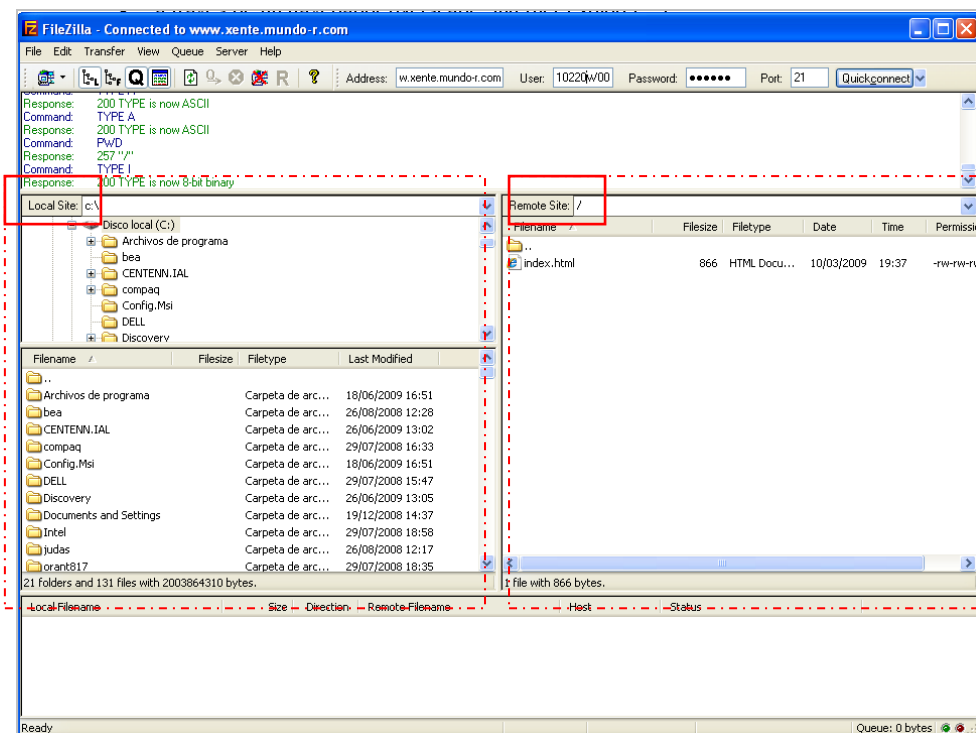 FileZilla - Connected to www.xente.mundo-r.com
File Edit Transfer View Queue Server Help
Address: w.xente.mundo-r.com User: 10220w00 Password: ●●●●●● Port: 21 Quickconnect
Response: 200 TYPE is now ASCII
Command: TYPE A
Response: 200 TYPE is now ASCII
Command: PWD
Response: 257 "/"
Command: TYPE I
Response: 200 TYPE is now 8-bit binary
Local Site: c:\
Disco local (C:)
Archivos de programa
bea
CENTENN.IAL
compaq
Config.Msi
DELL
Discovery
Filename Filesize Filetype Last Modified
..
Archivos de programa Carpeta de arc... 18/06/2009 16:51
bea Carpeta de arc... 26/08/2008 12:28
CENTENN.IAL Carpeta de arc... 26/06/2009 13:02
compaq Carpeta de arc... 29/07/2008 16:33
Config.Msi Carpeta de arc... 18/06/2009 16:51
DELL Carpeta de arc... 29/07/2008 15:47
Discovery Carpeta de arc... 26/06/2009 13:05
Documents and Settings Carpeta de arc... 19/12/2008 14:37
Intel Carpeta de arc... 29/07/2008 18:58
judas Carpeta de arc... 26/08/2008 12:17
orant817 Carpeta de arc... 29/07/2008 18:35
21 folders and 131 files with 2003864310 bytes.
Remote Site: /
Filename Filesize Filetype Date Time Permissi
..
index.html 866 HTML Docu... 10/03/2009 19:37 -rw-rw-rw
1 file with 866 bytes.
Local Filename Size Direction Remote Filename Host Status
Ready Queue: 0 bytes